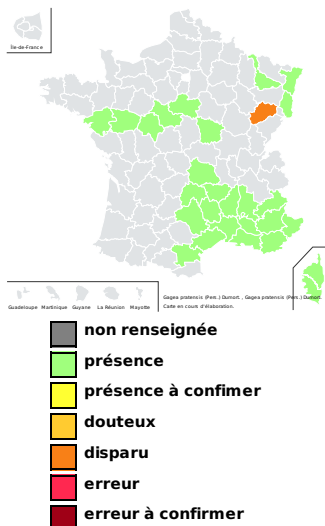 Île-de-France
Guadeloupe Martinique Guyane La Réunion Mayotte
Gagea pratensis (Pers.) Dumort. , Gagea pratensis (Pers.) Dumort.
Carte en cours d'élaboration.
non renseignée
présence
présence à confimer
douteux
disparu
erreur
erreur à confirmer